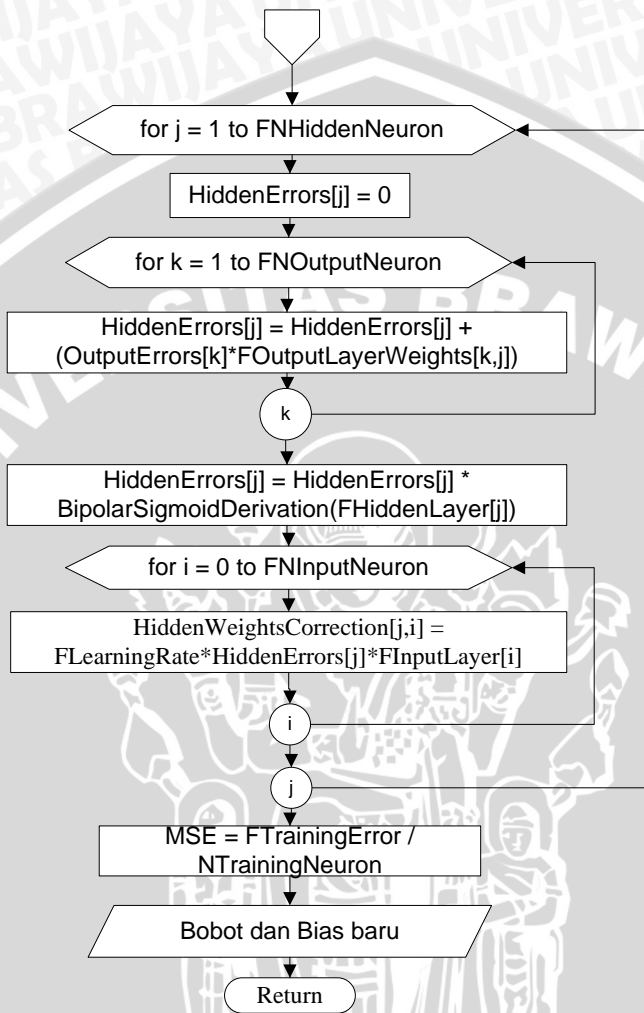 for j = 1 to FNHiddenNeuron
HiddenErrors[j] = 0
for k = 1 to FNOutputNeuron
HiddenErrors[j] = HiddenErrors[j] +
(OutputErrors[k]*FOutputLayerWeights[k,j])
k
HiddenErrors[j] = HiddenErrors[j] *
BipolarSigmoidDerivation(FHiddenLayer[j])
for i = 0 to FNInputNeuron
HiddenWeightsCorrection[j,i] =
FLearningRate*HiddenErrors[j]*FInputLayer[i]
i
j
MSE = FTrainingError /
NTrainingNeuron
Bobot dan Bias baru
Return